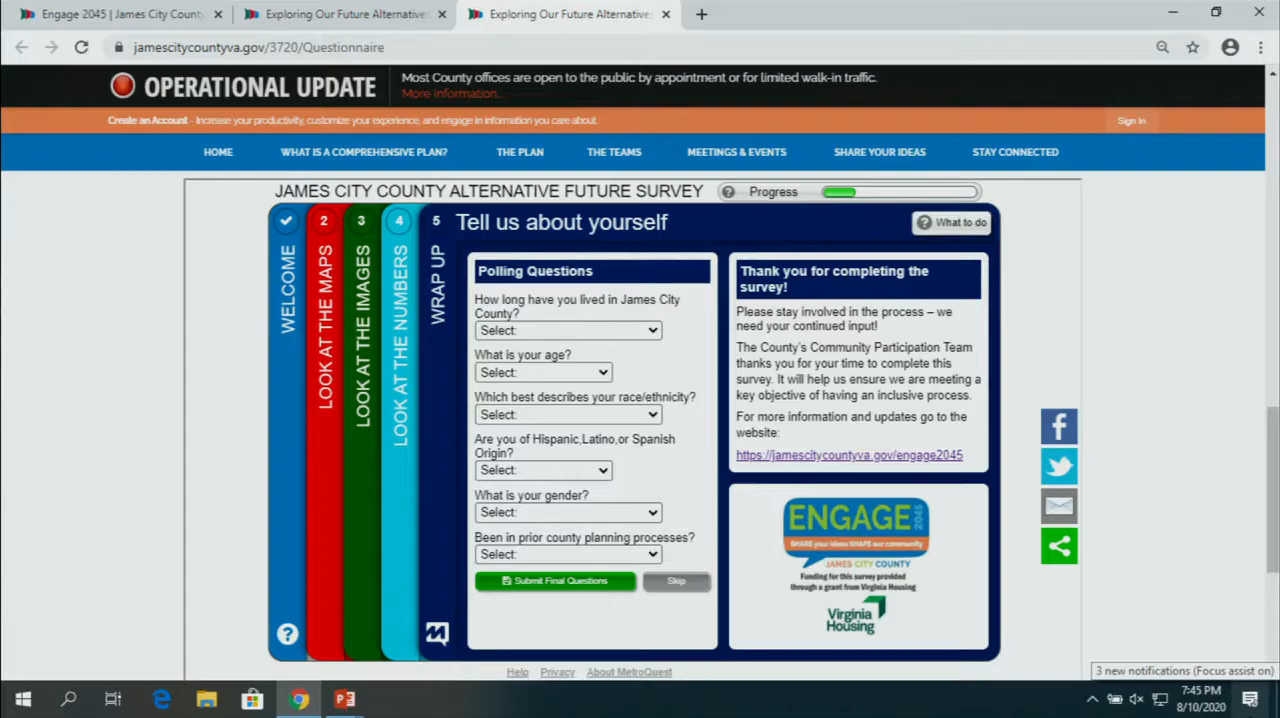 Engage 2045 | James City County
Exploring Our Future Alternatives
Exploring Our Future Alternatives
jamescitycountyva.gov/3720/Questionnaire
OPERATIONAL UPDATE
Most County offices are open to the public by appointment or for limited walk-in traffic.
More Information...
Create an Account - Increase your productivity, customize your experience, and engage in information you care about.
Sign In
HOME
WHAT IS A COMPREHENSIVE PLAN?
THE PLAN
THE TEAMS
MEETINGS & EVENTS
SHARE YOUR IDEAS
STAY CONNECTED
JAMES CITY COUNTY ALTERNATIVE FUTURE SURVEY
Progress
WELCOME
2
LOOK AT THE MAPS
3
LOOK AT THE IMAGES
4
LOOK AT THE NUMBERS
5
WRAP UP
Tell us about yourself
What to do
Polling Questions
How long have you lived in James City
County?
Select:
What is your age?
Select:
Which best describes your race/ethnicity?
Select:
Are you of Hispanic,Latino,or Spanish
Origin?
Select:
What is your gender?
Select:
Been in prior county planning processes?
Select:
Submit Final Questions
Skip
Thank you for completing the
survey!
Please stay involved in the process – we
need your continued input!
The County's Community Participation Team
thanks you for your time to complete this
survey. It will help us ensure we are meeting a
key objective of having an inclusive process.
For more information and updates go to the
website:
https://jamescitycountyva.gov/engage2045
ENGAGE 2045
SHARE your ideas SHAPE our community
JAMES CITY COUNTY
Funding for this survey provided
through a grant from Virginia Housing
Virginia
Housing
Help
Privacy
About MetroQuest
3 new notifications (Focus assist on)
7:45 PM
8/10/2020